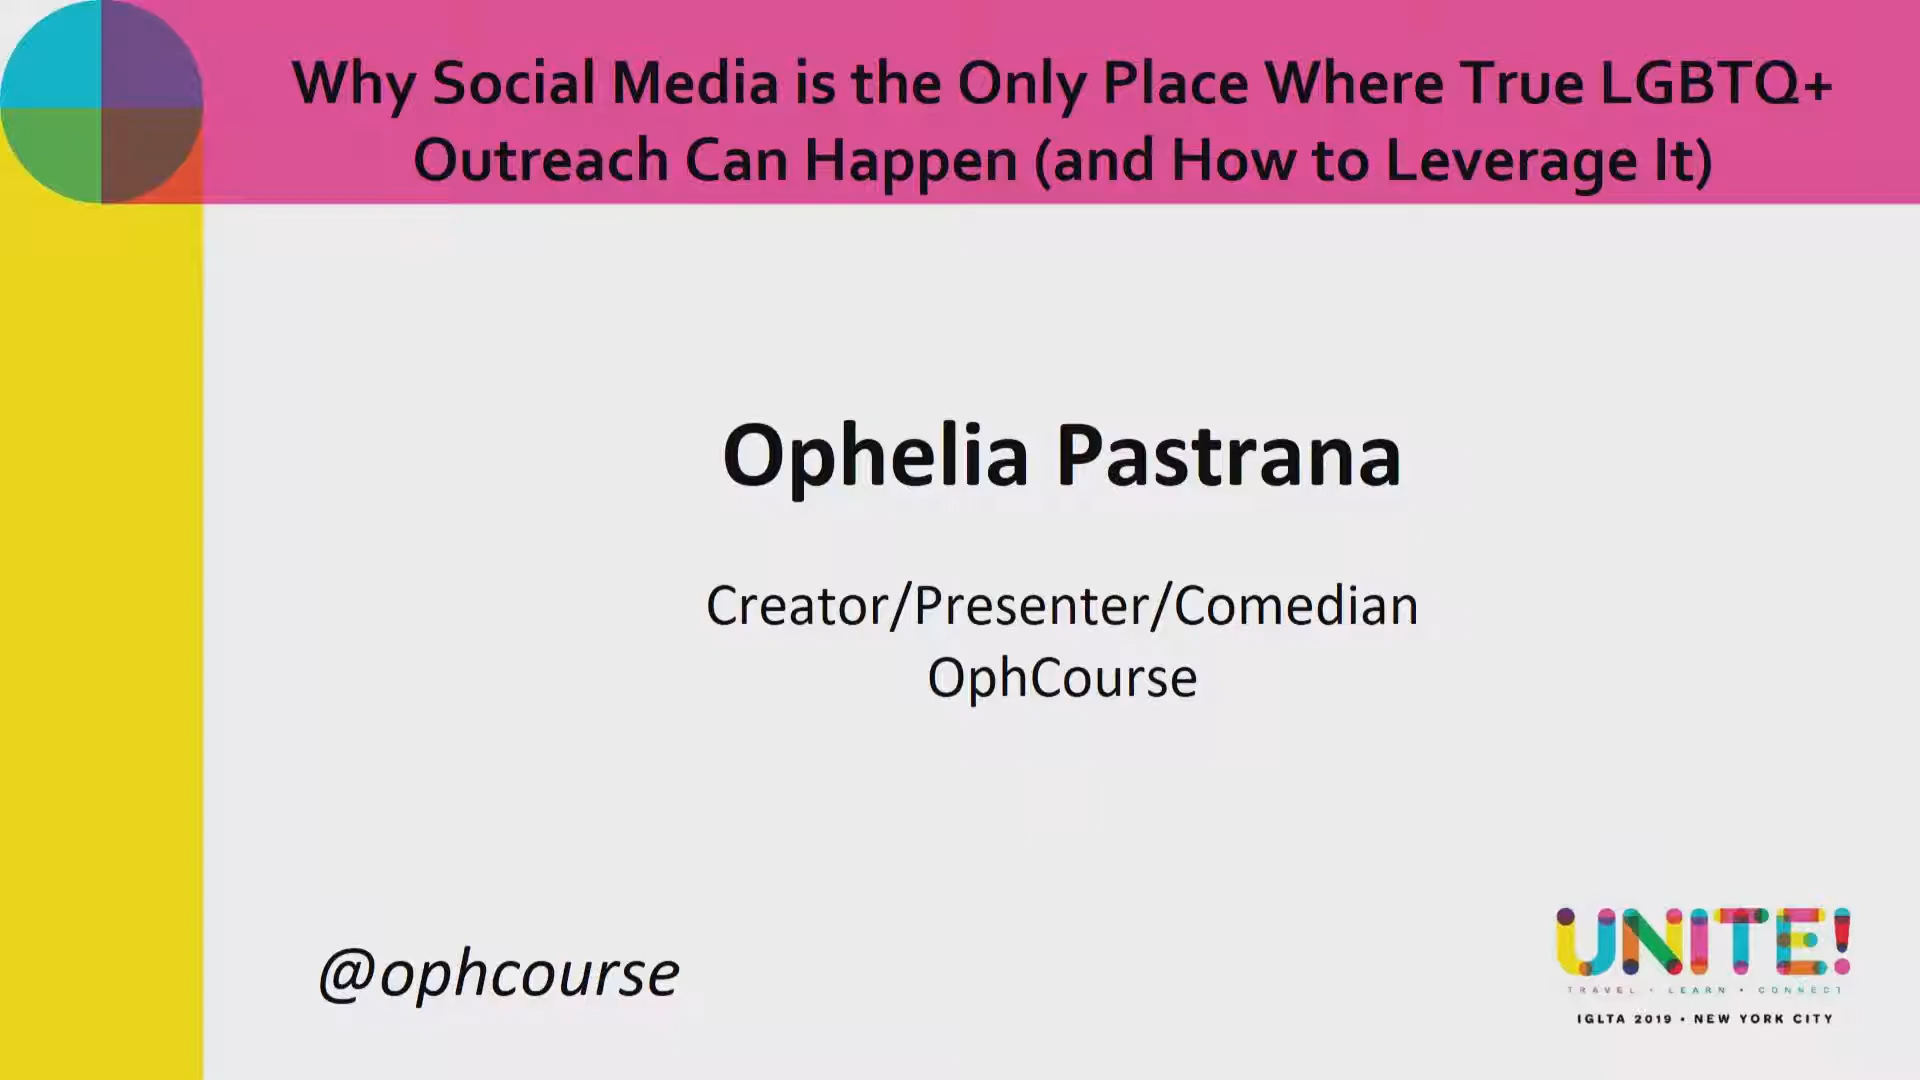 Why Social Media is the Only Place Where True LGBTQ+
Outreach Can Happen (and How to Leverage It)
Ophelia Pastrana
Creator/Presenter/Comedian
OphCourse
@ophcourse
UNITE!
TRAVEL • LEARN • CONNECT
IGLTA 2019 • NEW YORK CITY